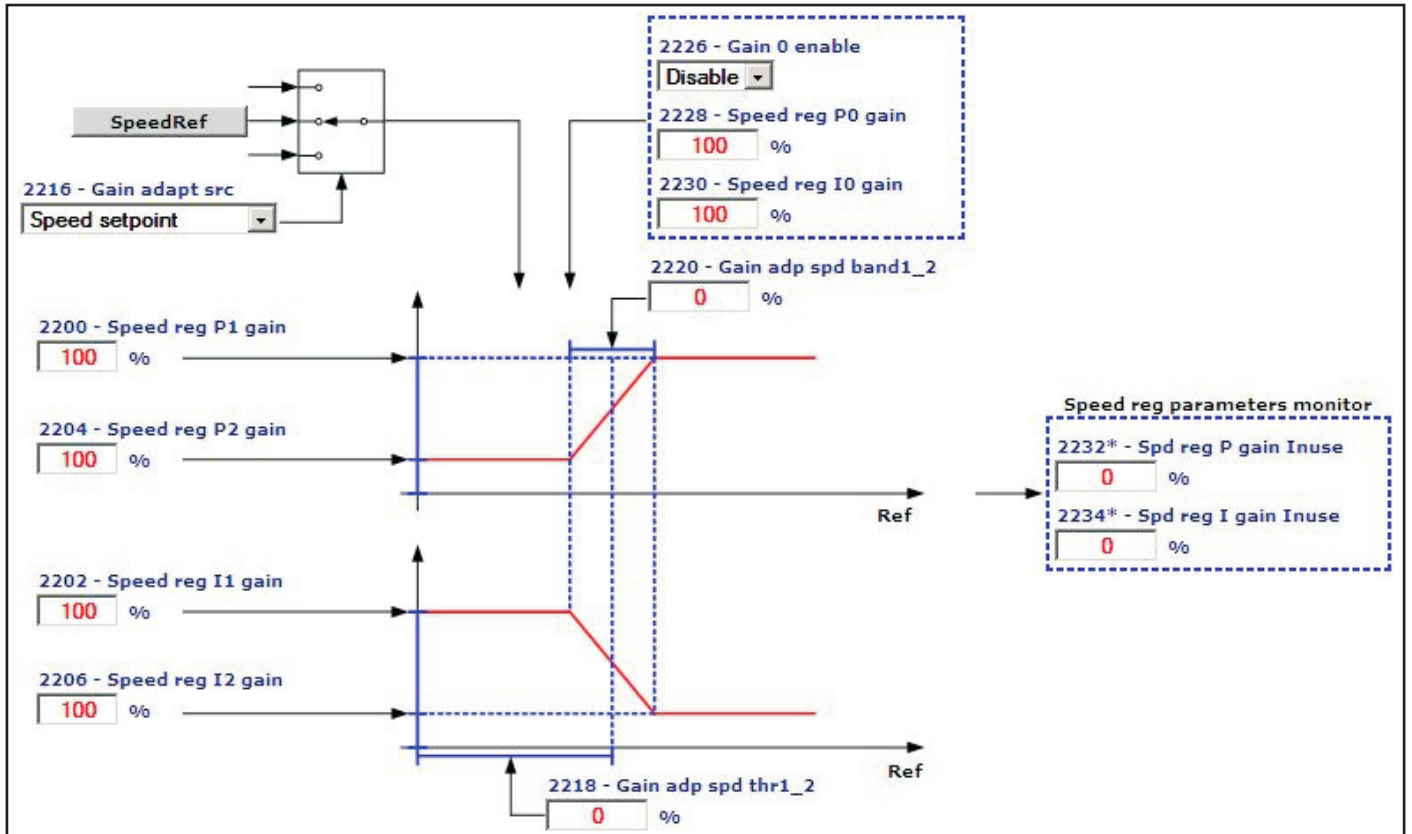 2226 - Gain 0 enable
Disable
2228 - Speed reg P0 gain
100 %
2230 - Speed reg I0 gain
100 %
SpeedRef
2216 - Gain adapt src
Speed setpoint
2220 - Gain adp spd band1_2
0 %
2200 - Speed reg P1 gain
100 %
2204 - Speed reg P2 gain
100 %
Ref
Speed reg parameters monitor
2232* - Spd reg P gain Inuse
0 %
2234* - Spd reg I gain Inuse
0 %
2202 - Speed reg I1 gain
100 %
2206 - Speed reg I2 gain
100 %
Ref
2218 - Gain adp spd thr1_2
0 %